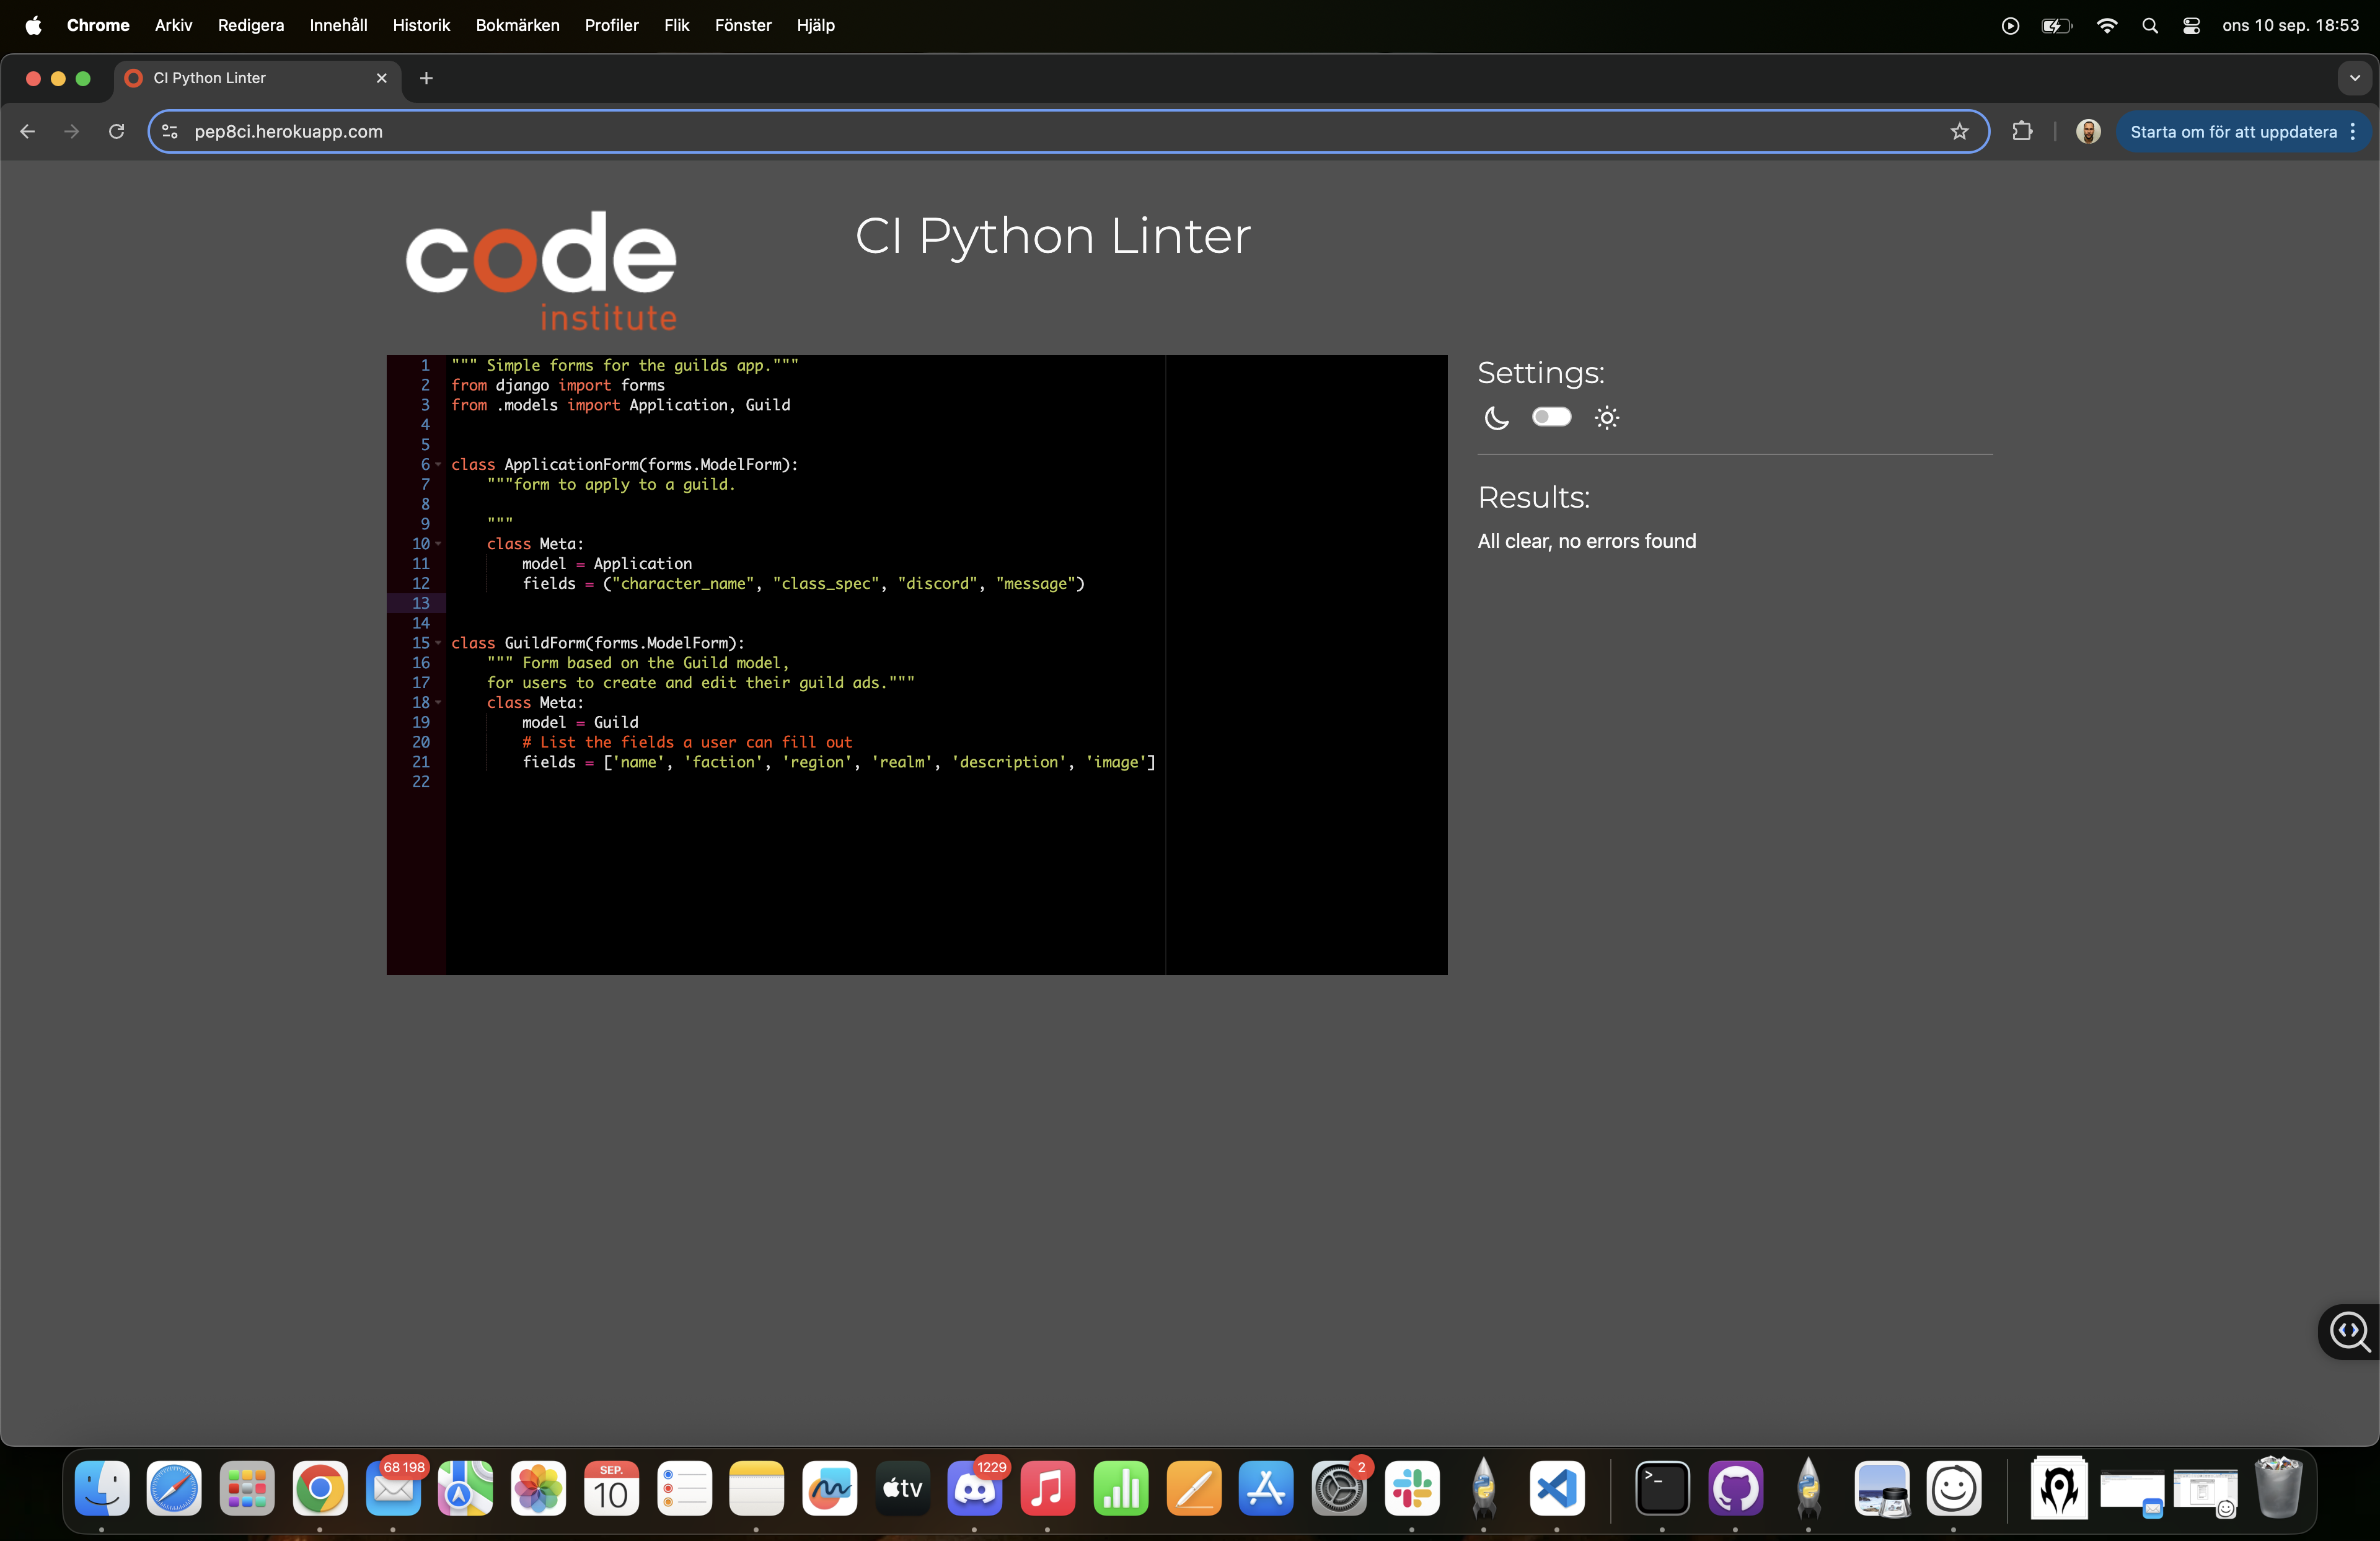 Chrome Arkiv Redigera Innehåll Historik Bokmärken Profiler Flik Fönster Hjälp ons 10 sep. 18:53
CI Python Linter
pep8ci.herokuapp.com Starta om för att uppdatera
code
institute
CI Python Linter
1 """ Simple forms for the guilds app."""
2 from django import forms
3 from .models import Application, Guild
4
5
6 class ApplicationForm(forms.ModelForm):
7     """form to apply to a guild.
8
9     """
10     class Meta:
11         model = Application
12         fields = ("character_name", "class_spec", "discord", "message")
13
14
15 class GuildForm(forms.ModelForm):
16     """ Form based on the Guild model,
17     for users to create and edit their guild ads."""
18     class Meta:
19         model = Guild
20         # List the fields a user can fill out
21         fields = ['name', 'faction', 'region', 'realm', 'description', 'image']
22
Settings:
Results:
All clear, no errors found
68 198
SEP.
10
tv
1229
2
>_